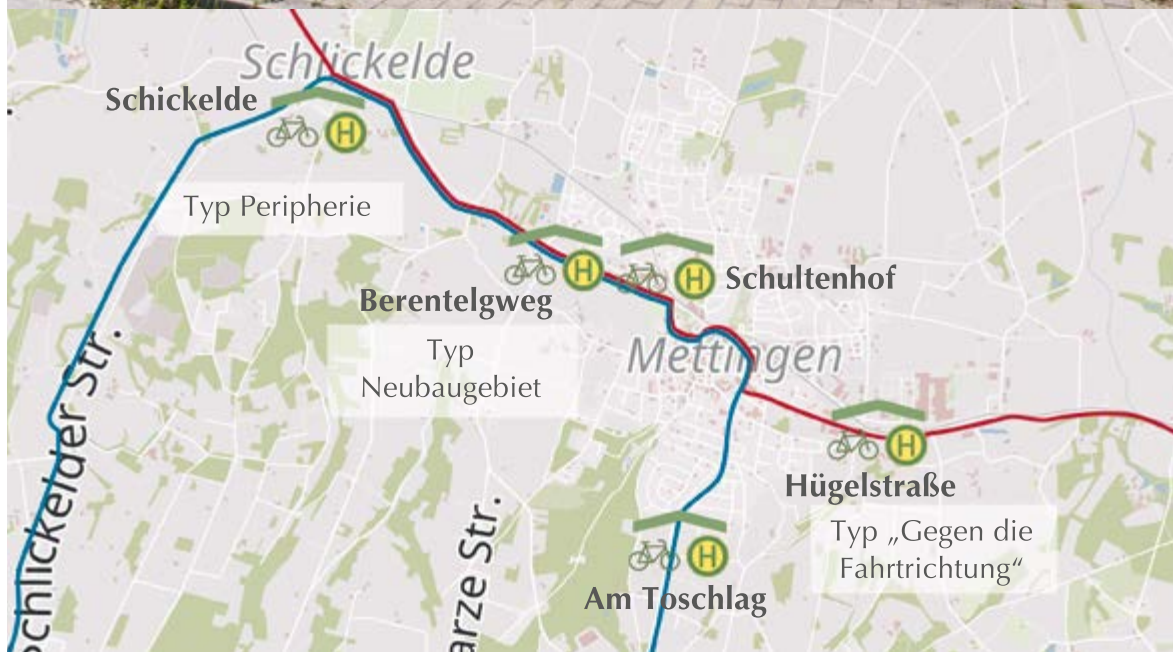 Schlickelde
Schickelde
H
Typ Peripherie
H
H
Schultenhof
Berentelgweg
Typ
Neubaugebiet
Mettingen
H
Hügelstraße
Typ „Gegen die
Fahrtrichtung“
H
Am Toschlag
chlickelder Str.
arze Str.